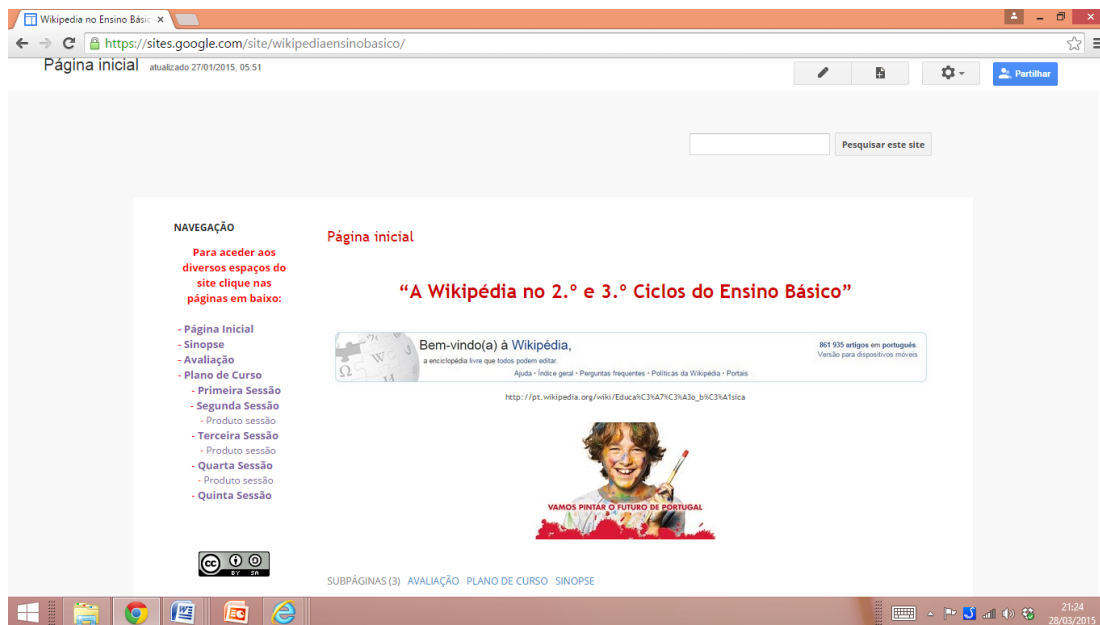 Wikipedia no Ensino Básic
https://sites.google.com/site/wikipediaensinobasico/
Página inicial atualizado 27/01/2015, 05:51
Partilhar
Pesquisar este site
NAVEGAÇÃO
Para aceder aos
diversos espaços do
site clique nas
páginas em baixo:
- Página Inicial
- Sinopse
- Avaliação
- Plano de Curso
- Primeira Sessão
- Segunda Sessão
- Produto sessão
- Terceira Sessão
- Produto sessão
- Quarta Sessão
- Produto sessão
- Quinta Sessão
cc BY SA
Página inicial
“A Wikipédia no 2.º e 3.º Ciclos do Ensino Básico”
Bem-vindo(a) à Wikipédia,
a enciclopédia livre que todos podem editar.
861 935 artigos em português.
Versão para dispositivos móveis
Ajuda · Índice geral · Perguntas frequentes · Políticas da Wikipédia · Portais
Ω W
http://pt.wikipedia.org/wiki/Educa%C3%A7%C3%A3o_b%C3%A1sica
VAMOS PINTAR O FUTURO DE PORTUGAL
SUBPÁGINAS (3) AVALIAÇÃO PLANO DE CURSO SINOPSE
21:24
28/03/2015